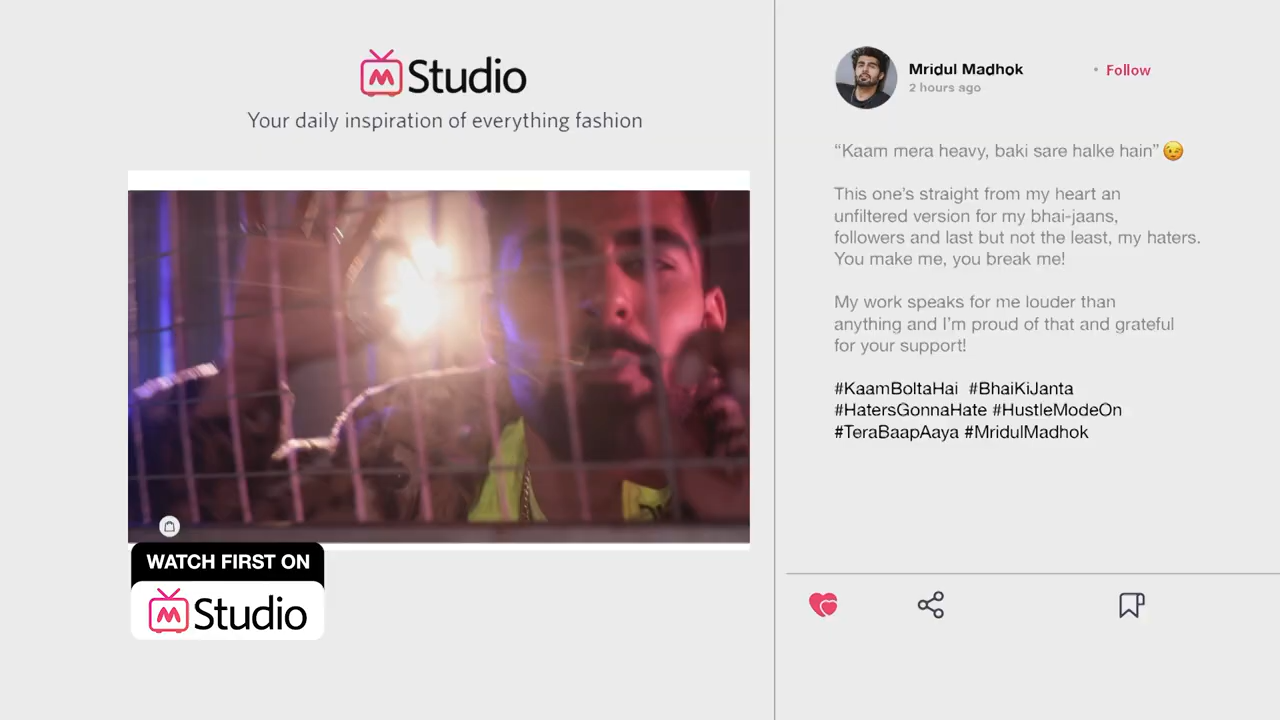 Studio
Your daily inspiration of everything fashion
WATCH FIRST ON
Studio
Mridul Madhok
• Follow
2 hours ago
“Kaam mera heavy, baki sare halke hain” 😉
This one’s straight from my heart an
unfiltered version for my bhai-jaans,
followers and last but not the least, my haters.
You make me, you break me!
My work speaks for me louder than
anything and I’m proud of that and grateful
for your support!
#KaamBoltaHai #BhaiKiJanta
#HatersGonnaHate #HustleModeOn
#TeraBaapAaya #MridulMadhok